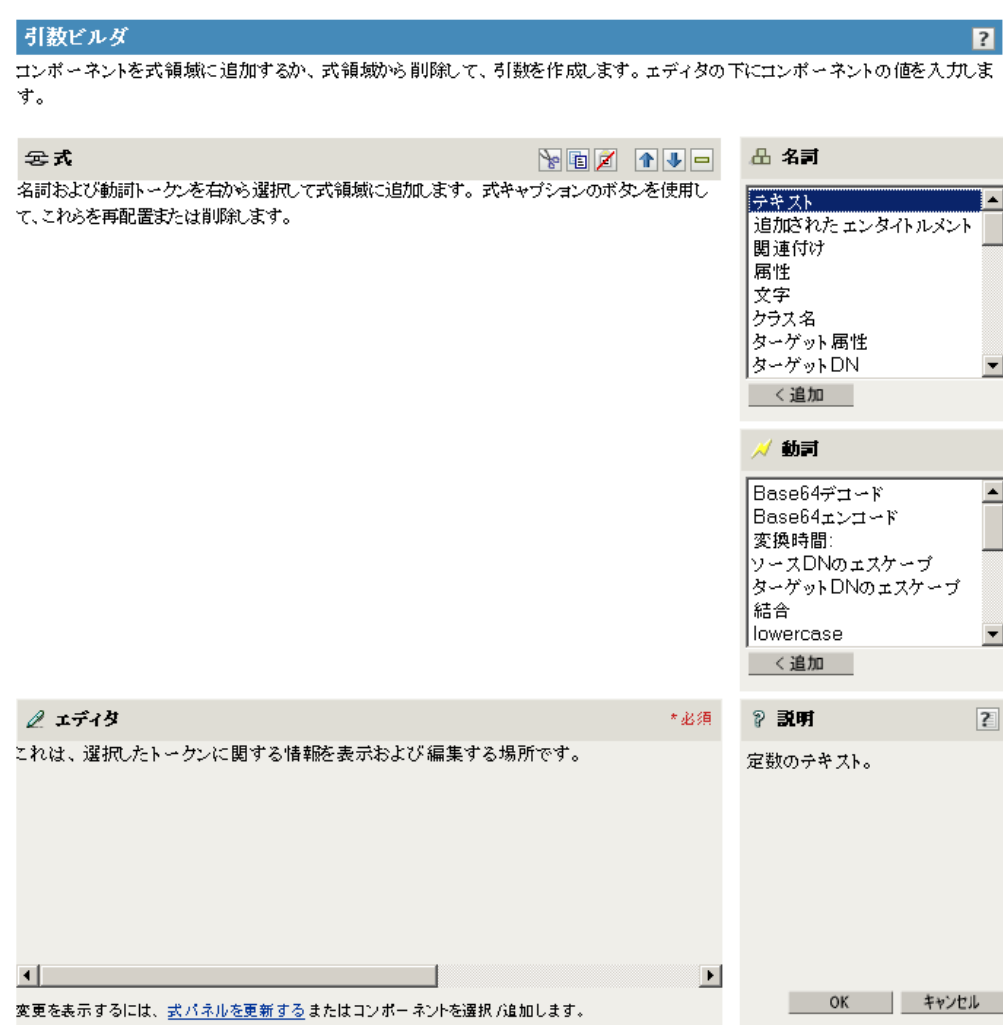 引数ビルダ
?
コンポーネントを式領域に追加するか、式領域から削除して、引数を作成します。エディタの下にコンポーネントの値を入力しま
す。
式
名詞および動詞トークンを右から選択して式領域に追加します。式キャプションのボタンを使用し
て、これらを再配置または削除します。
名詞
テキスト
追加されたエンタイトルメント
関連付け
属性
文字
クラス名
ターゲット属性
ターゲットDN
<追加
動詞
Base64デコード
Base64エンコード
変換時間:
ソースDNのエスケープ
ターゲットDNのエスケープ
結合
lowercase
<追加
エディタ
*必須
これは、選択したトークンに関する情報を表示および編集する場所です。
変更を表示するには、式パネルを更新するまたはコンポーネントを選択/追加します。
? 説明
?
定数のテキスト。
OK
キャンセル